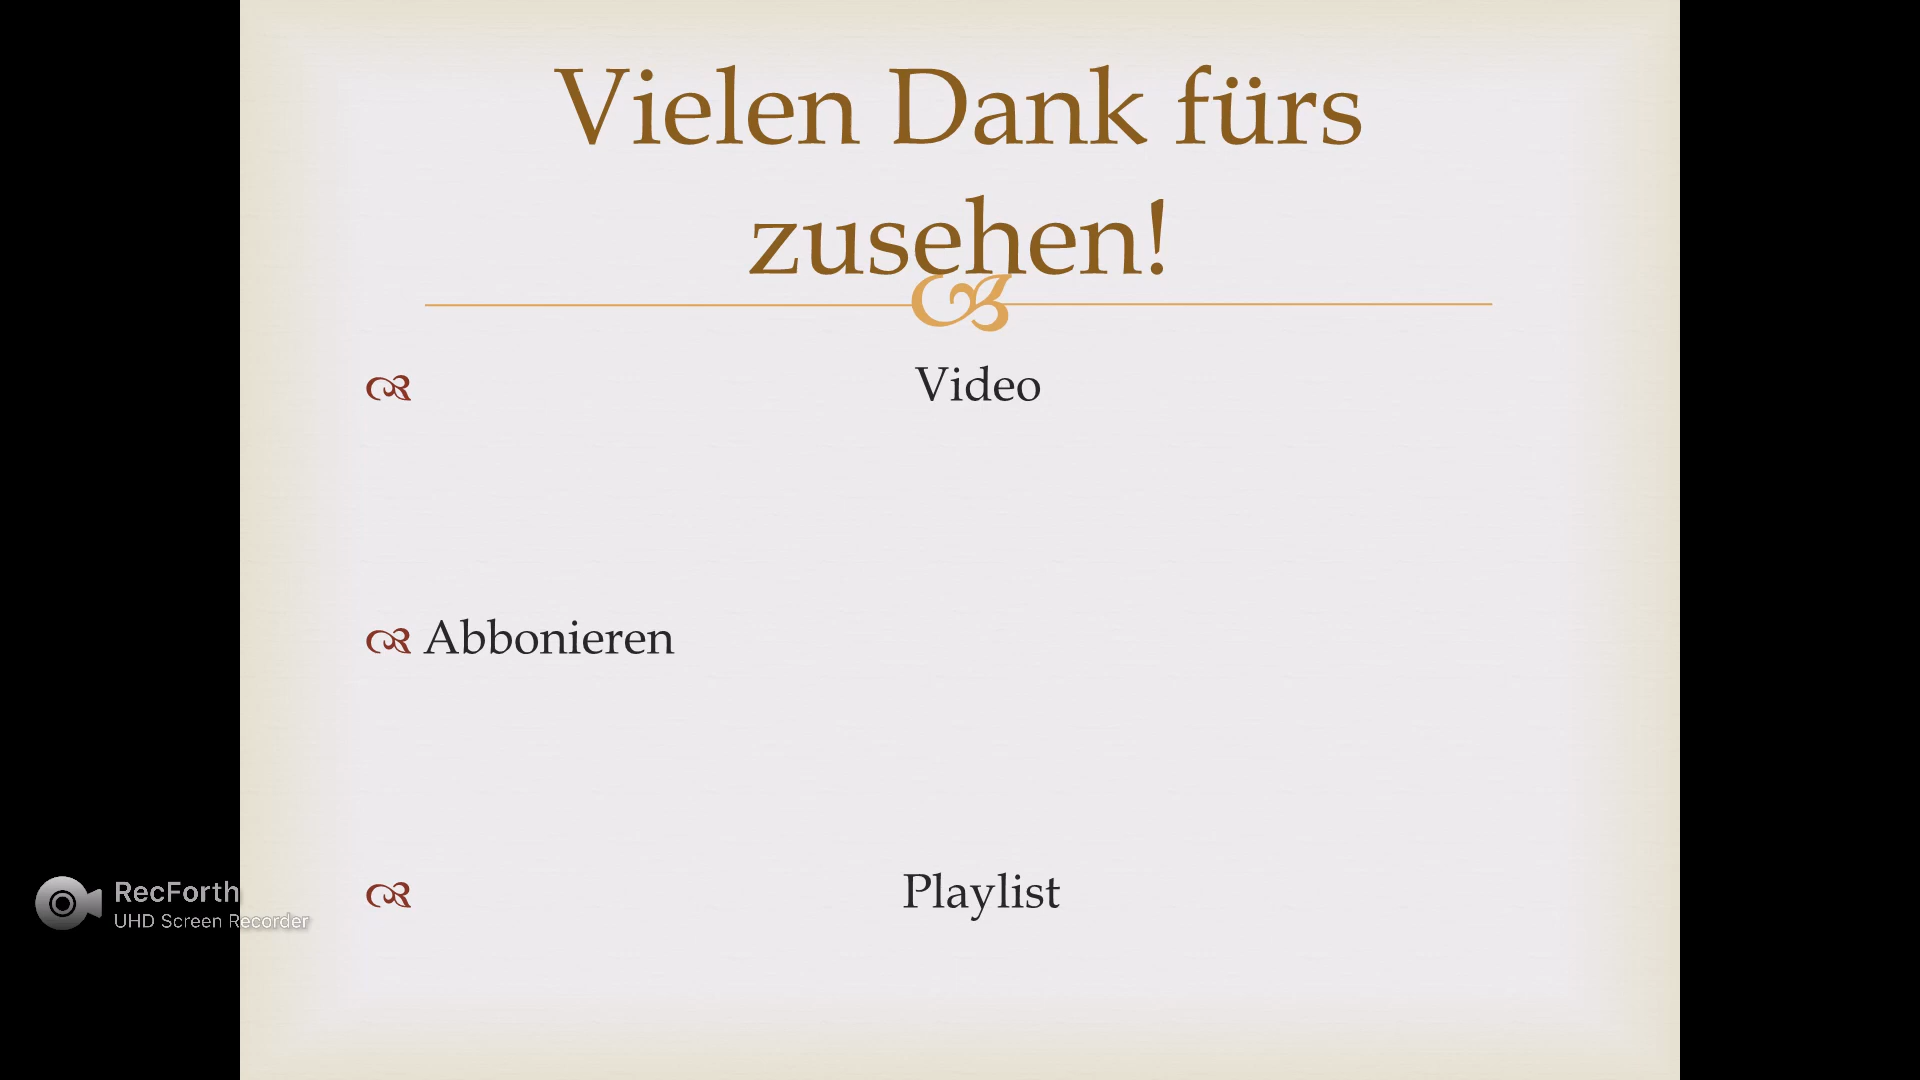 Vielen Dank fürs
zusehen!
Video
Abbonieren
Playlist
RecForth
UHD Screen Recorder